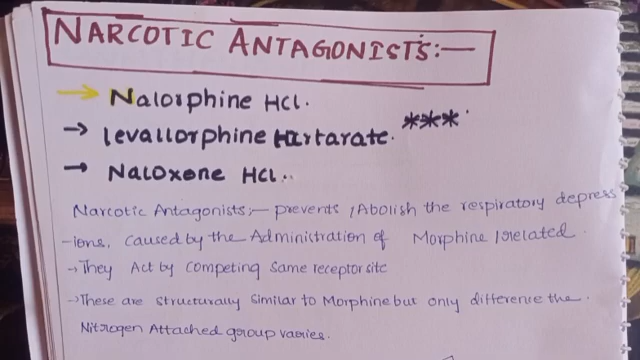 NARCOTIC ANTAGONISTS:—
→ Nalorphine HCl.
→ levallorphine tartarate. ***
→ Naloxone HCl.
Narcotic Antagonists:— prevents / Abolish the respiratory depress
-ions, caused by the Administration of Morphine / related.
→ They Act by competing same receptor site
→ These are structurally similar to Morphine but only difference the
Nitrogen Attached group varies.